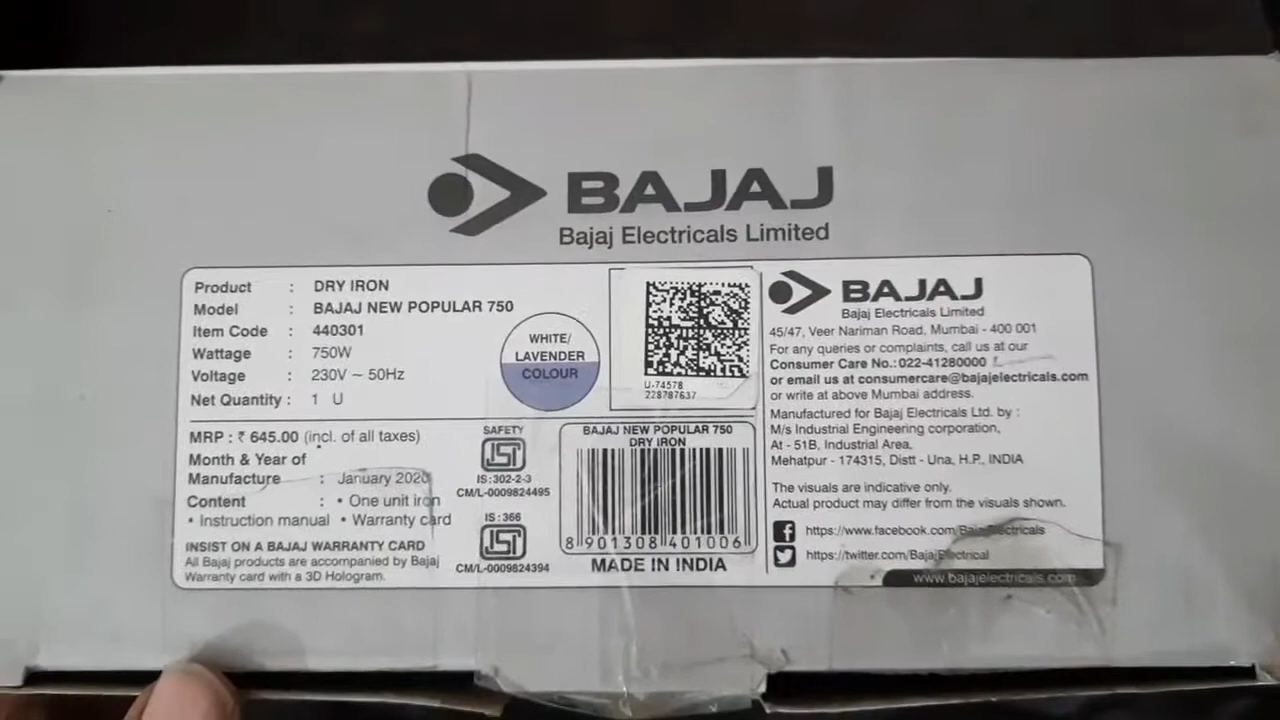 BAJAJ
Bajaj Electricals Limited
Product : DRY IRON
Model : BAJAJ NEW POPULAR 750
Item Code : 440301
Wattage : 750W
Voltage : 230V ~ 50Hz
Net Quantity : 1 U
WHITE/
LAVENDER
COLOUR
U-74578
228787637
MRP : ₹ 645.00 (incl. of all taxes)
Month & Year of
Manufacture : January 2020
Content : • One unit iron
• Instruction manual • Warranty card
INSIST ON A BAJAJ WARRANTY CARD
All Bajaj products are accompanied by Bajaj
Warranty card with a 3D Hologram.
SAFETY
IS:302-2-3
CM/L-0009824495
IS:366
CM/L-0009824394
BAJAJ NEW POPULAR 750
DRY IRON
8 901308 401006
MADE IN INDIA
BAJAJ
Bajaj Electricals Limited
45/47, Veer Nariman Road, Mumbai - 400 001
For any queries or complaints, call us at our
Consumer Care No.: 022-41280000
or email us at consumercare@bajajelectricals.com
or write at above Mumbai address.
Manufactured for Bajaj Electricals Ltd. by :
M/s Industrial Engineering corporation,
At - 51B, Industrial Area,
Mehatpur - 174315, Distt - Una, H.P., INDIA
The visuals are indicative only.
Actual product may differ from the visuals shown.
https://www.facebook.com/BajajElectricals
https://twitter.com/BajajElectrical
www.bajajelectricals.com